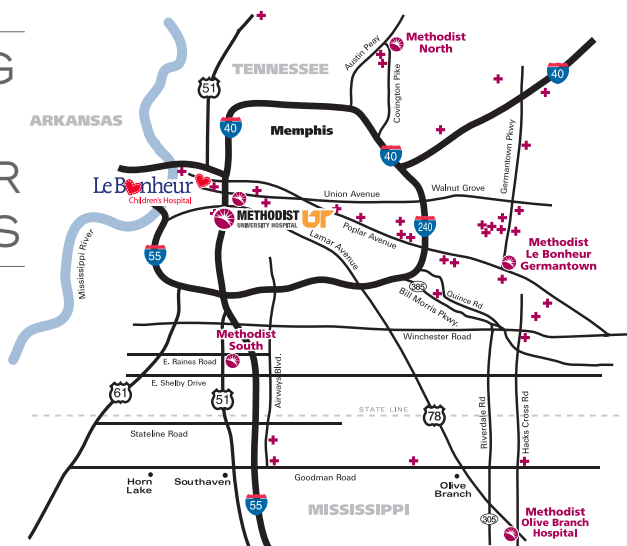 G
R
S
TENNESSEE
ARKANSAS
MISSISSIPPI
Memphis
51
40
40
40
240
55
385
61
51
78
55
305
Austin Peay
Covington Pike
Methodist
North
Germantown Pkwy
Le Bonheur
Children's Hospital
METHODIST
UNIVERSITY HOSPITAL
UT
Union Avenue
Walnut Grove
Poplar Avenue
Lamar Avenue
Mississippi River
Methodist
Le Bonheur
Germantown
Quince Rd
Bill Morris Pkwy.
Winchester Road
Methodist
South
E. Raines Road
E. Shelby Drive
Airways Blvd.
STATE LINE
Stateline Road
Riverdale Rd
Hacks Cross Rd
Goodman Road
Horn
Lake
Southaven
Olive
Branch
Methodist
Olive Branch
Hospital